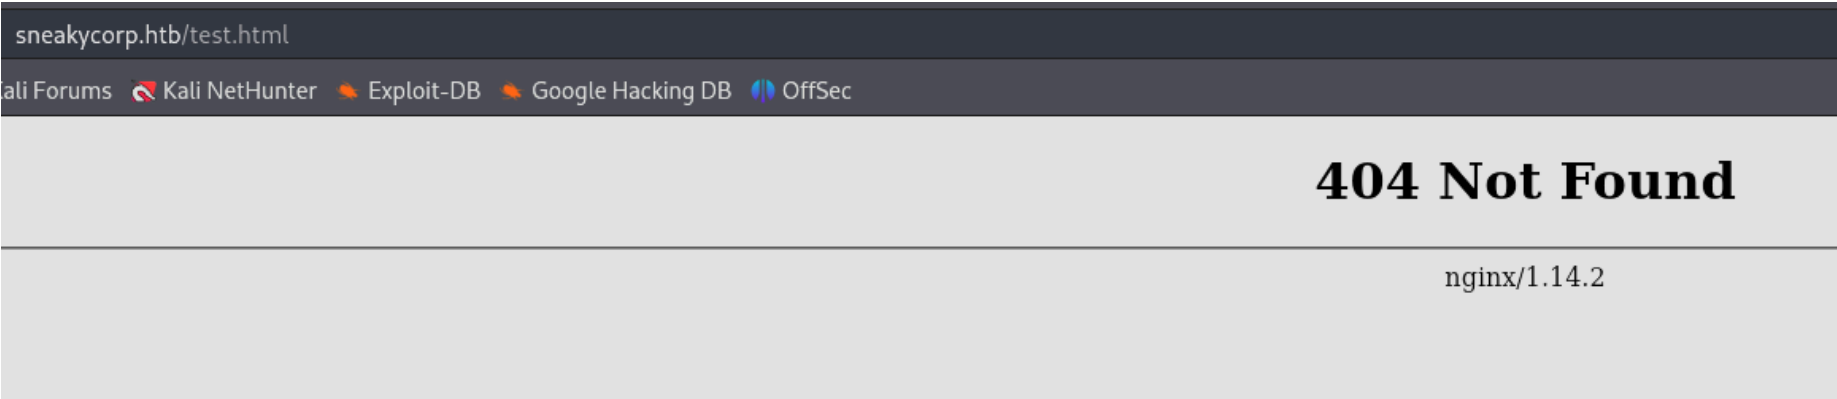 sneakycorp.htb/test.html
ali Forums Kali NetHunter Exploit-DB Google Hacking DB OffSec
404 Not Found
nginx/1.14.2